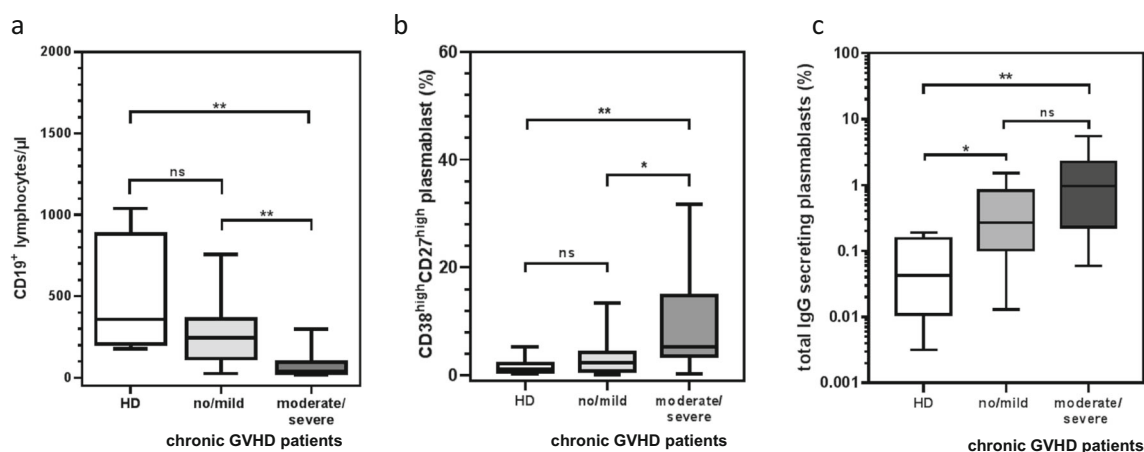 a
CD19⁺ lymphocytes/µl
2000
1500
1000
500
0
**
ns
**
HD
no/mild
moderate/
severe
chronic GVHD patients
b
CD38ʰⁱᵍʰCD27ʰⁱᵍʰ plasmablast (%)
60
40
20
0
**
*
ns
HD
no/mild
moderate/
severe
chronic GVHD patients
c
total IgG secreting plasmablasts (%)
100
10
1
0.1
0.01
0.001
**
ns
*
HD
no/mild
moderate/
severe
chronic GVHD patients